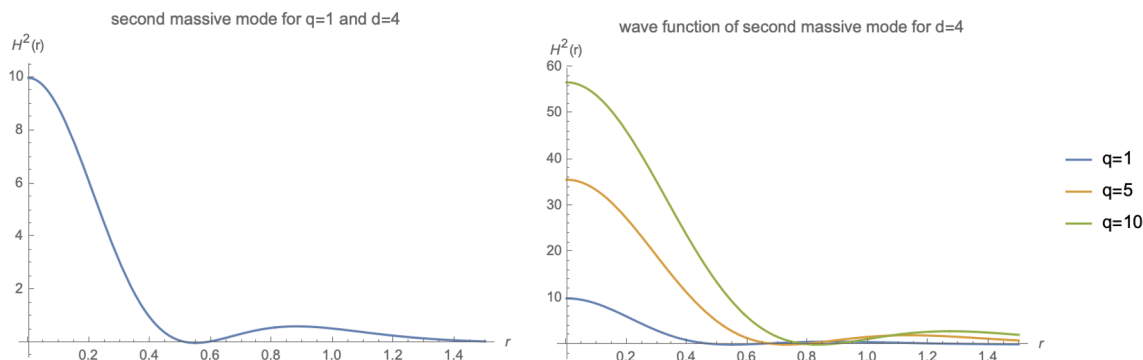 second massive mode for q=1 and d=4
H²(r)
10
8
6
4
2
0.2 0.4 0.6 0.8 1.0 1.2 1.4 r
wave function of second massive mode for d=4
H²(r)
60
50
40
30
20
10
0.2 0.4 0.6 0.8 1.0 1.2 1.4 r
q=1
q=5
q=10